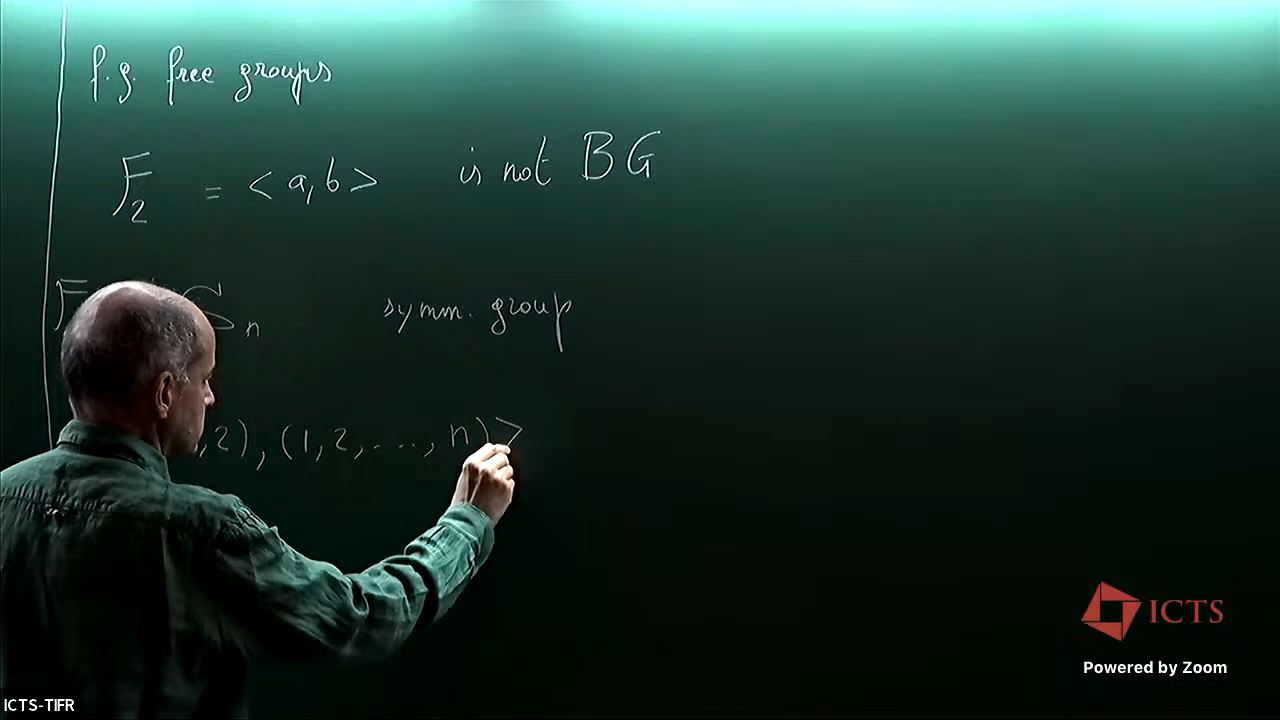 f.g. free groups
F₂ = <a,b> is not BG
F Sₙ symm. group
,2), (1,2,....,n)>
ICTS
Powered by Zoom
ICTS-TIFR